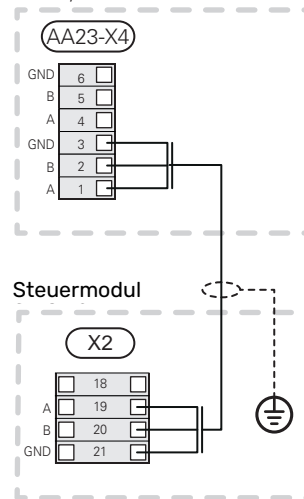 AA23-X4
GND 6
B 5
A 4
GND 3
B 2
A 1
Steuermodul
X2
18
A 19
B 20
GND 21